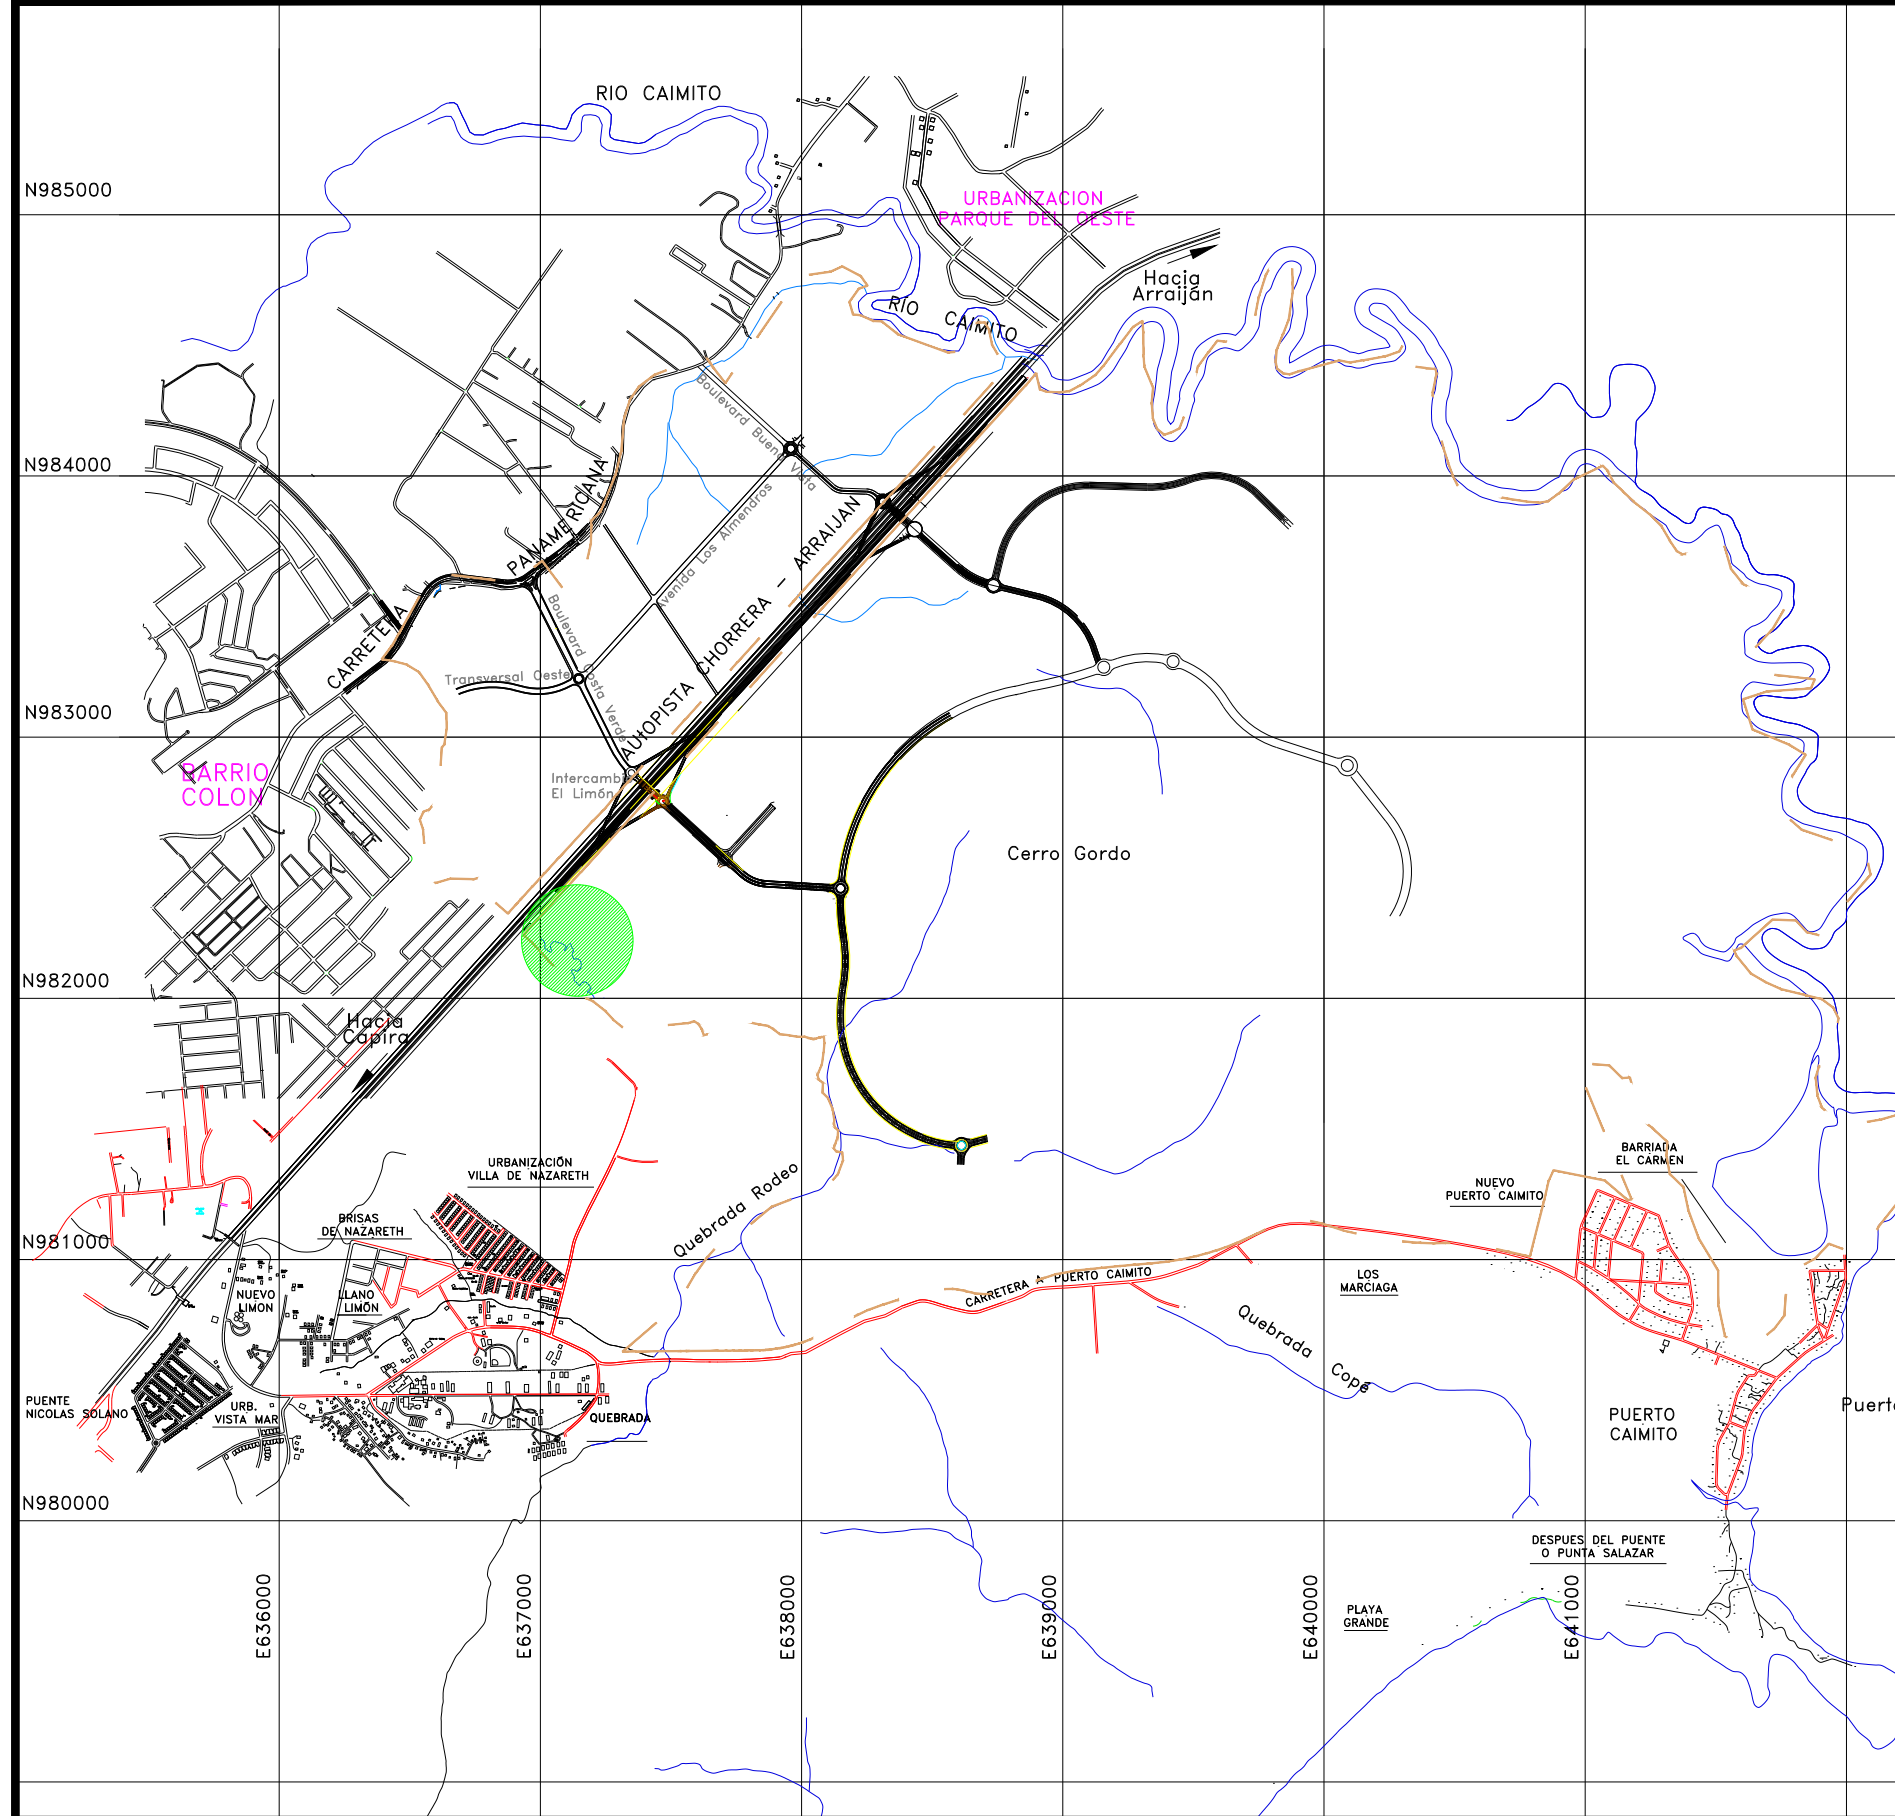 RIO CAIMITO
N985000
URBANIZACION
PARQUE DEL OESTE
Hacia
Arraiján
RIO CAIMITO
Boulevard Buena Vista
N984000
CARRETERA PANAMERICANA
Avenida Los Almendros
AUTOPISTA CHORRERA - ARRAIJAN
Boulevard Costa Verde
Transversal Oeste
N983000
BARRIO
COLON
Intercambio
El Limón
Cerro Gordo
N982000
Hacia
Capira
URBANIZACIÓN
VILLA DE NAZARETH
BARRIADA
EL CARMEN
NUEVO
PUERTO CAIMITO
Quebrada Rodeo
BRISAS
DE NAZARETH
N981000
CARRETERA A PUERTO CAIMITO
LOS
MARCIAGA
NUEVO
LIMON
LLANO
LIMÓN
Quebrada Copé
PUENTE
NICOLAS SOLANO
URB.
VISTA MAR
QUEBRADA
PUERTO
CAIMITO
Puerto
N980000
DESPUES DEL PUENTE
O PUNTA SALAZAR
PLAYA
GRANDE
E636000
E637000
E638000
E639000
E640000
E641000